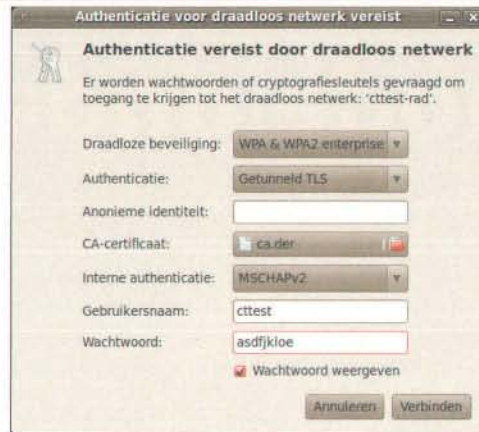 Authenticatie voor draadloos netwerk vereist
Authenticatie vereist door draadloos netwerk
Er worden wachtwoorden of cryptografiesleutels gevraagd om
toegang te krijgen tot het draadloos netwerk: 'cttest-rad'.
Draadloze beveiliging: WPA & WPA2 enterprise
Authenticatie: Getunneld TLS
Anonieme identiteit:
CA-certificaat: ca.der
Interne authenticatie: MSCHAPv2
Gebruikersnaam: cttest
Wachtwoord: asdfjkloe
Wachtwoord weergeven
Annuleren Verbinden